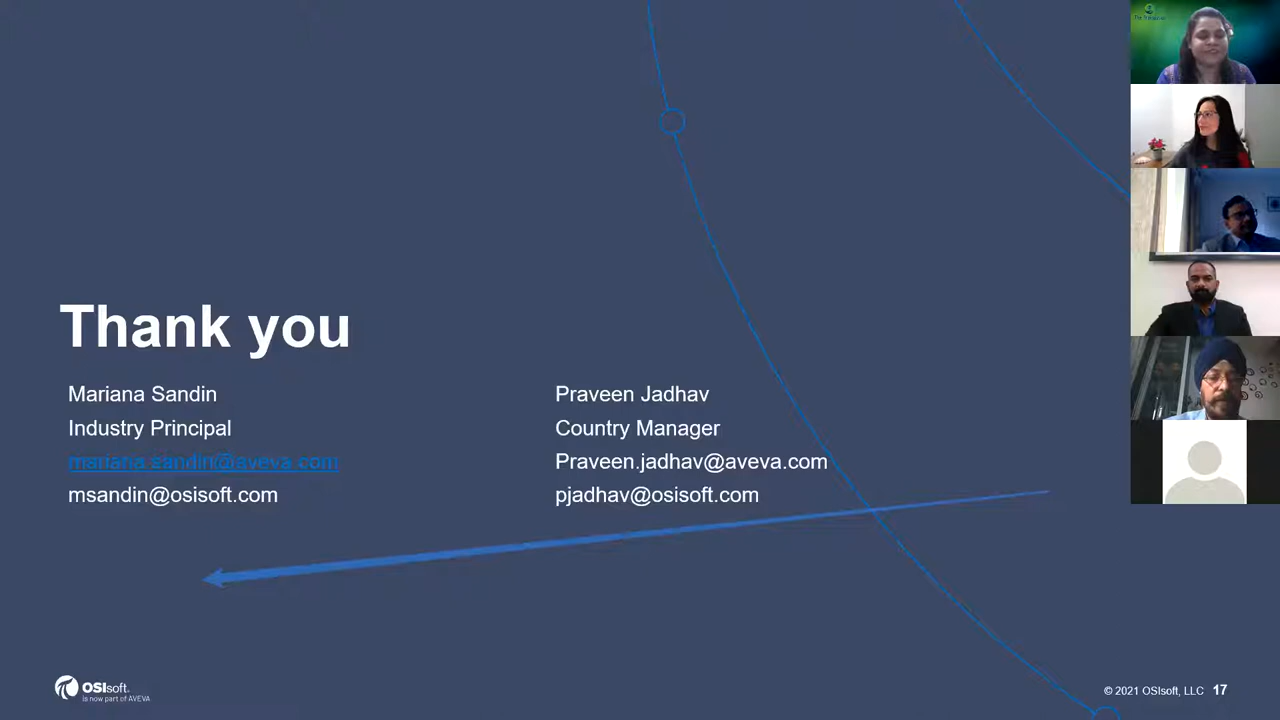 Thank you
Mariana Sandin
Industry Principal
mariana.sandin@aveva.com
msandin@osisoft.com
Praveen Jadhav
Country Manager
Praveen.jadhav@aveva.com
pjadhav@osisoft.com
OSIsoft.
is now part of AVEVA
© 2021 OSIsoft, LLC 17